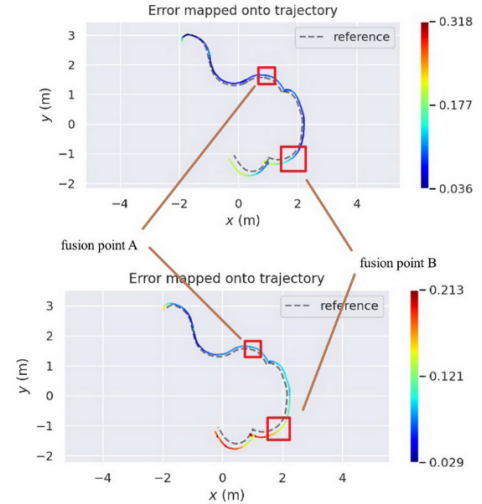 Error mapped onto trajectory
0.318
3
reference
2
1
0.177
y (m)
0
−1
−2
0.036
−4
−2
0
2
4
x (m)
fusion point A
fusion point B
Error mapped onto trajectory
0.213
3
reference
2
1
0.121
y (m)
0
−1
−2
0.029
−4
−2
0
2
4
x (m)